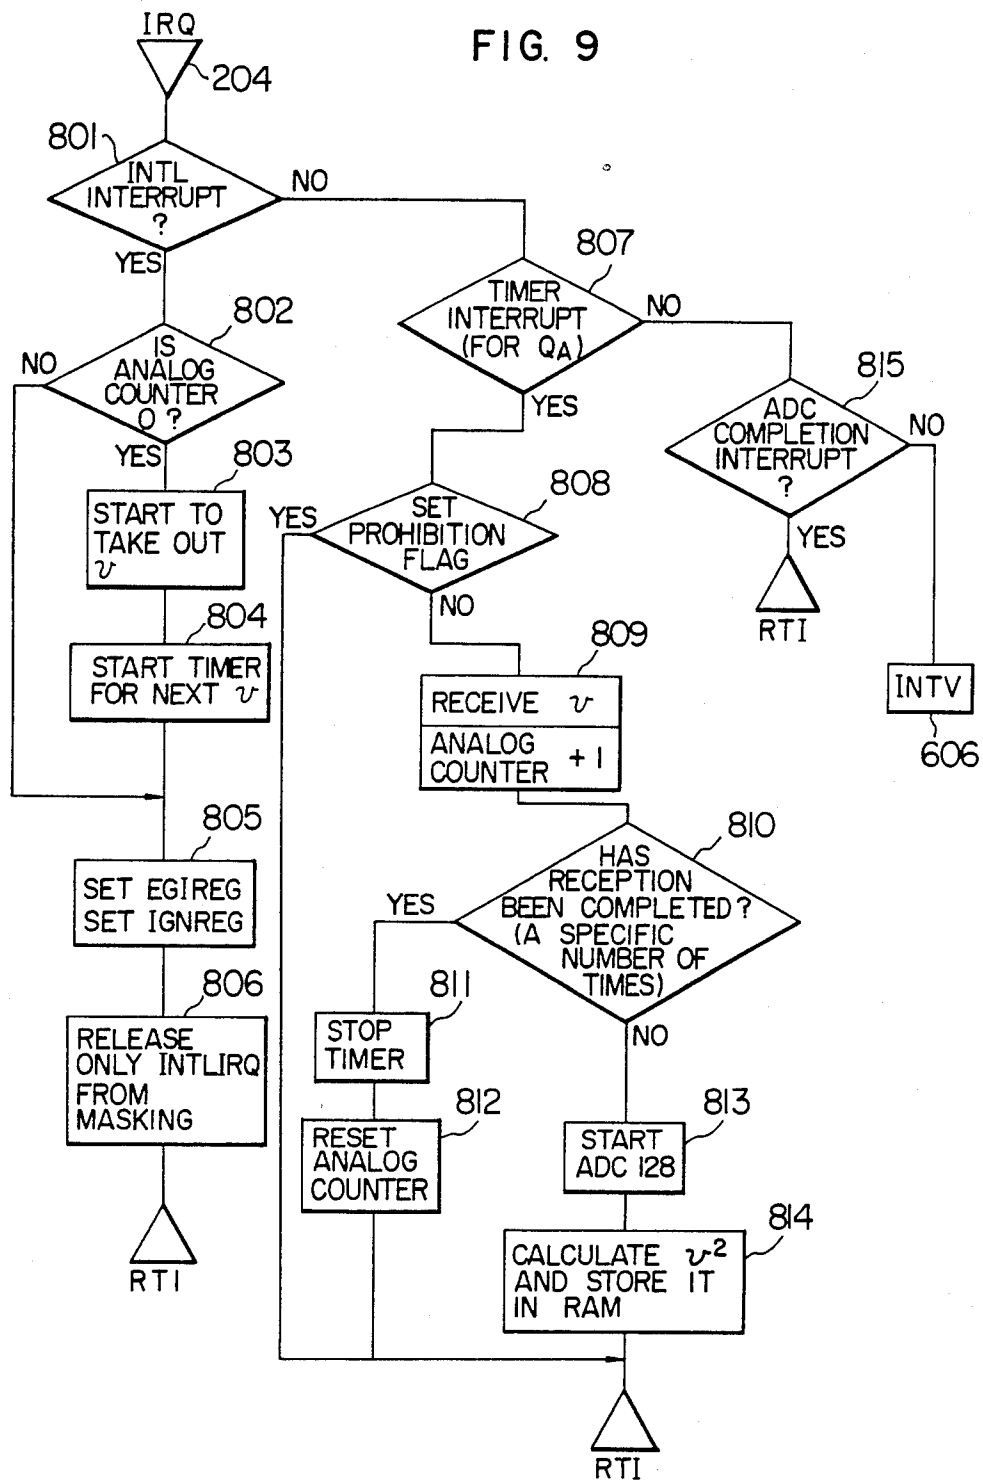 FIG. 9
IRQ
204
801
INTL
INTERRUPT
?
NO
YES
802
IS
ANALOG
COUNTER
0 ?
NO
YES
803
START TO
TAKE OUT
v
804
START TIMER
FOR NEXT v
805
SET EGIREG
SET IGNREG
806
RELEASE
ONLY INTLIRQ
FROM
MASKING
RTI
807
TIMER
INTERRUPT
(FOR QA)
NO
YES
808
SET
PROHIBITION
FLAG
YES
NO
809
RECEIVE v
ANALOG
COUNTER +1
810
HAS
RECEPTION
BEEN COMPLETED?
(A SPECIFIC
NUMBER OF
TIMES)
YES
NO
811
STOP
TIMER
812
RESET
ANALOG
COUNTER
813
START
ADC 128
814
CALCULATE v²
AND STORE IT
IN RAM
RTI
815
ADC
COMPLETION
INTERRUPT
?
NO
YES
RTI
INTV
606